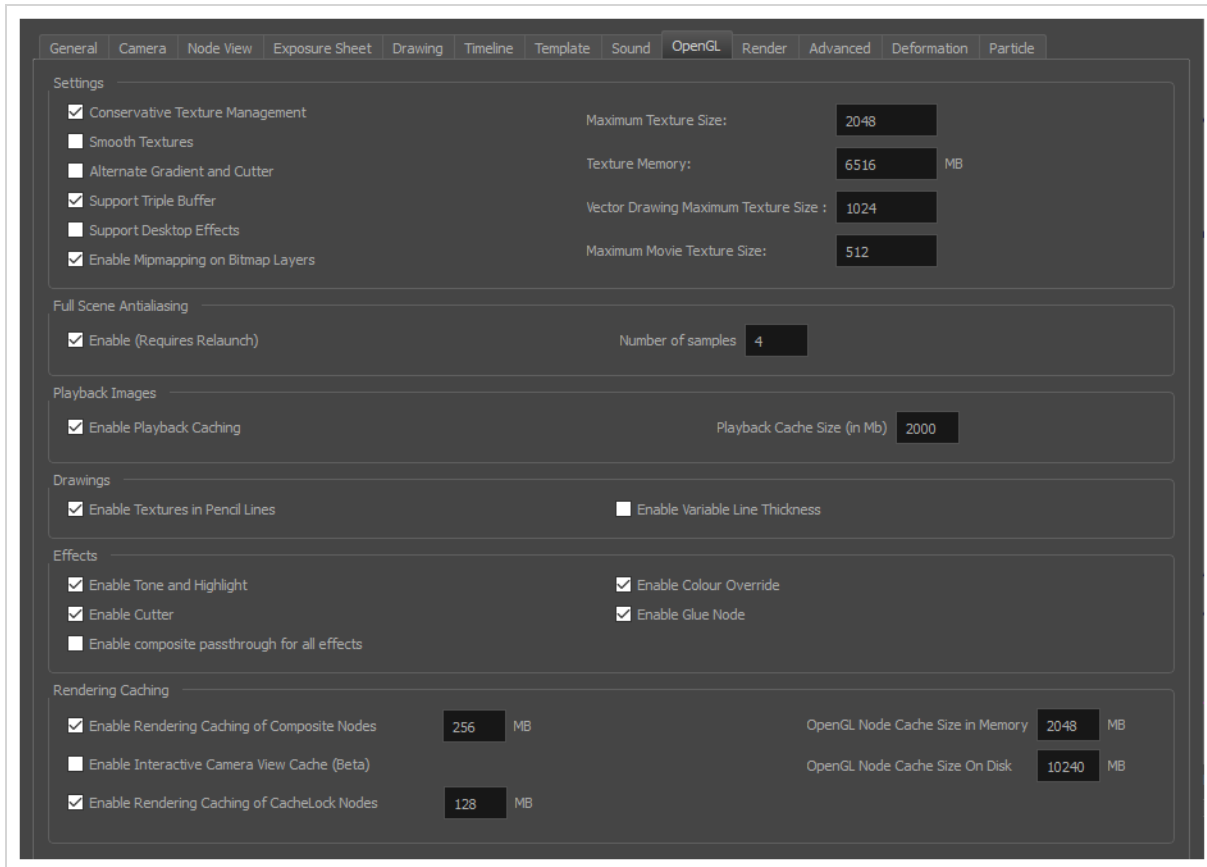 General Camera Node View Exposure Sheet Drawing Timeline Template Sound OpenGL Render Advanced Deformation Particle
Settings
Conservative Texture Management
Smooth Textures
Alternate Gradient and Cutter
Support Triple Buffer
Support Desktop Effects
Enable Mipmapping on Bitmap Layers
Maximum Texture Size: 2048
Texture Memory: 6516 MB
Vector Drawing Maximum Texture Size : 1024
Maximum Movie Texture Size: 512
Full Scene Antialiasing
Enable (Requires Relaunch) Number of samples 4
Playback Images
Enable Playback Caching Playback Cache Size (in Mb) 2000
Drawings
Enable Textures in Pencil Lines Enable Variable Line Thickness
Effects
Enable Tone and Highlight Enable Colour Override
Enable Cutter Enable Glue Node
Enable composite passthrough for all effects
Rendering Caching
Enable Rendering Caching of Composite Nodes 256 MB
Enable Interactive Camera View Cache (Beta)
Enable Rendering Caching of CacheLock Nodes 128 MB
OpenGL Node Cache Size in Memory 2048 MB
OpenGL Node Cache Size On Disk 10240 MB